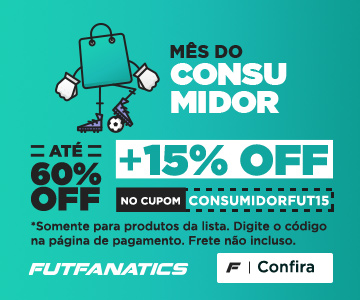 MÊS DO
CONSU
MIDOR
ATÉ
60%
OFF
+15% OFF
NO CUPOM CONSUMIDORFUT15
*Somente para produtos da lista. Digite o código
na página de pagamento. Frete não incluso.
FUTFANATICS
F | Confira